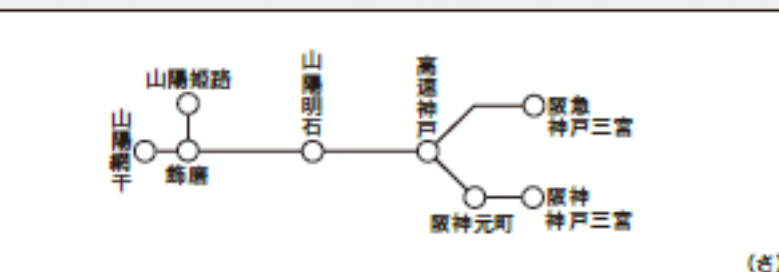 山陽姫路
山陽網干
飾磨
山陽明石
高速神戸
阪急
神戸三宮
阪神元町
阪神
神戸三宮
(さ)